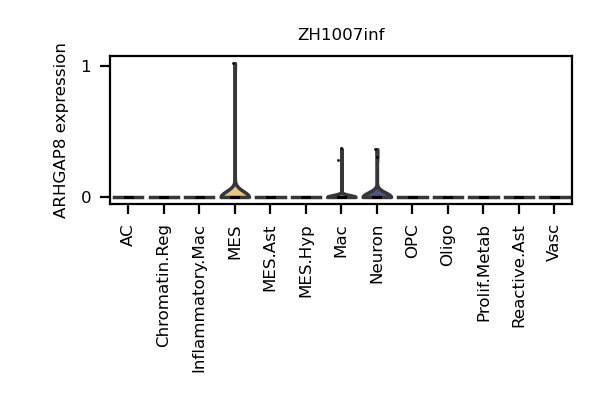 ZH1007inf
ARHGAP8 expression
1
0
AC
Chromatin.Reg
Inflammatory.Mac
MES
MES.Ast
MES.Hyp
Mac
Neuron
OPC
Oligo
Prolif.Metab
Reactive.Ast
Vasc